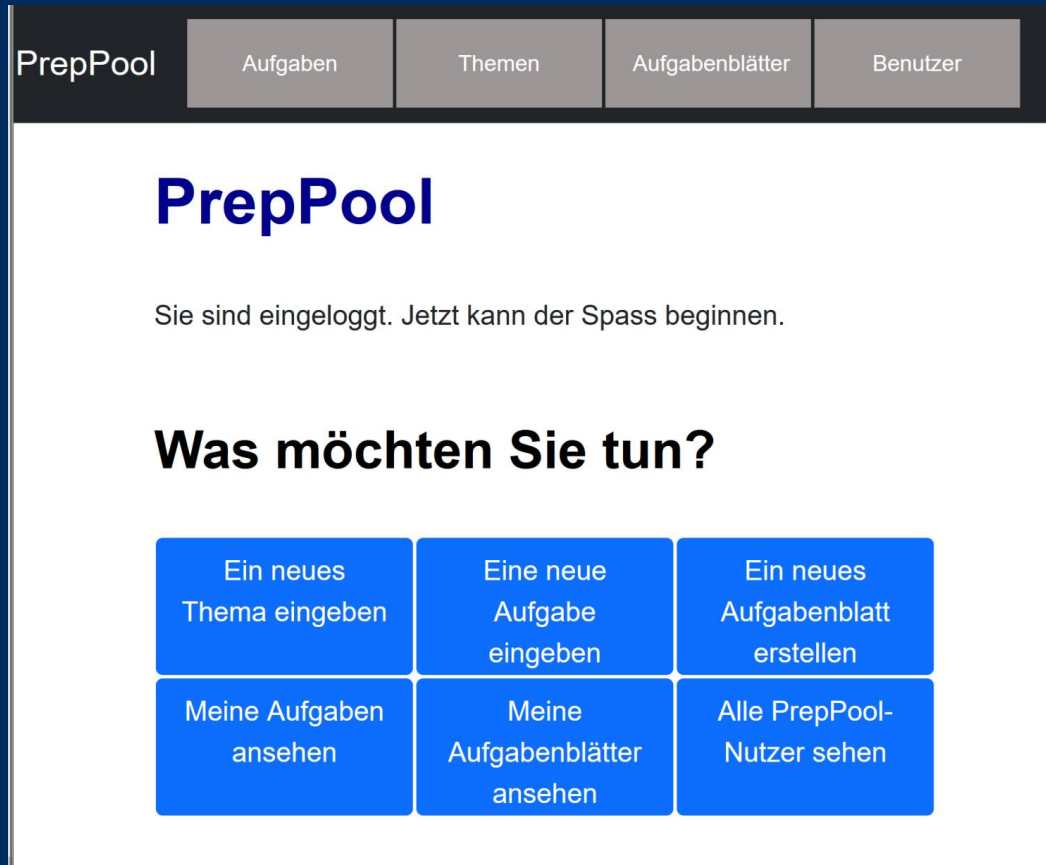 PrepPool Aufgaben Themen Aufgabenblätter Benutzer
PrepPool
Sie sind eingeloggt. Jetzt kann der Spass beginnen.
Was möchten Sie tun?
Ein neues
Thema eingeben
Eine neue
Aufgabe
eingeben
Ein neues
Aufgabenblatt
erstellen
Meine Aufgaben
ansehen
Meine
Aufgabenblätter
ansehen
Alle PrepPool-
Nutzer sehen